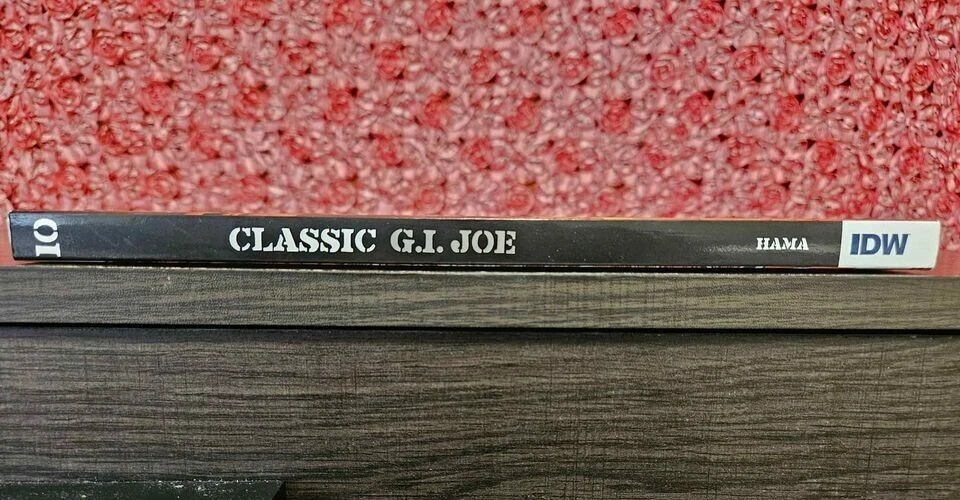 10 CLASSIC G.I. JOE HAMA IDW